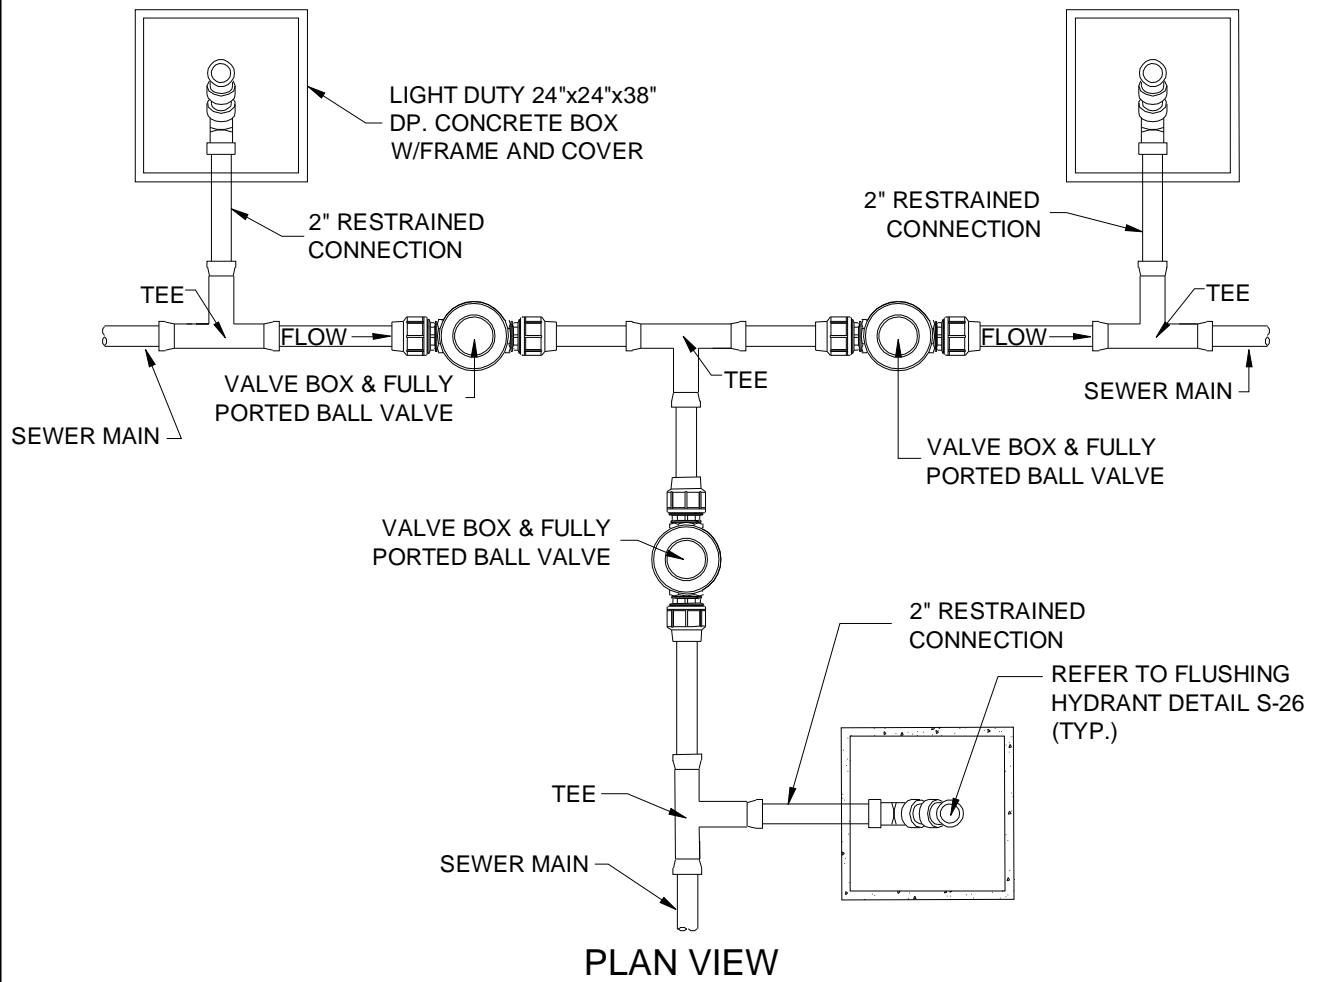 LIGHT DUTY 24"x24"x38"
DP. CONCRETE BOX
W/FRAME AND COVER
2" RESTRAINED
CONNECTION
2" RESTRAINED
CONNECTION
TEE
TEE
FLOW
FLOW
VALVE BOX & FULLY
PORTED BALL VALVE
TEE
SEWER MAIN
SEWER MAIN
VALVE BOX & FULLY
PORTED BALL VALVE
VALVE BOX & FULLY
PORTED BALL VALVE
2" RESTRAINED
CONNECTION
REFER TO FLUSHING
HYDRANT DETAIL S-26
(TYP.)
TEE
SEWER MAIN
PLAN VIEW